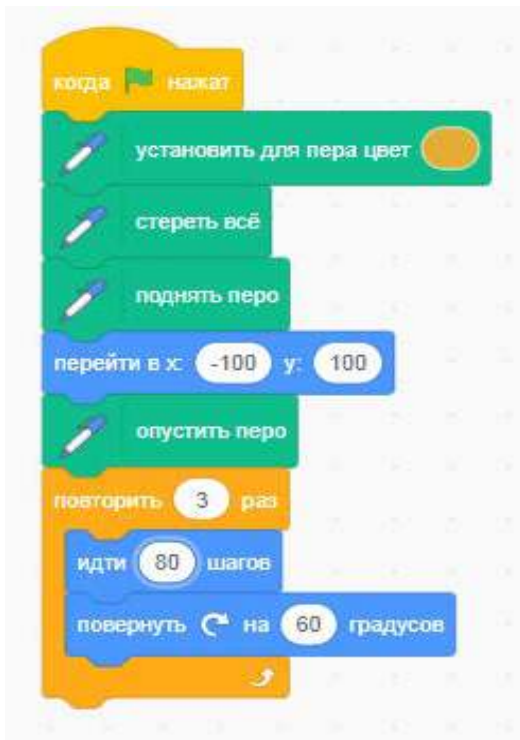 когда нажат
установить для пера цвет
стереть всё
поднять перо
перейти в x: -100 y: 100
опустить перо
повторить 3 раз
идти 80 шагов
повернуть на 60 градусов